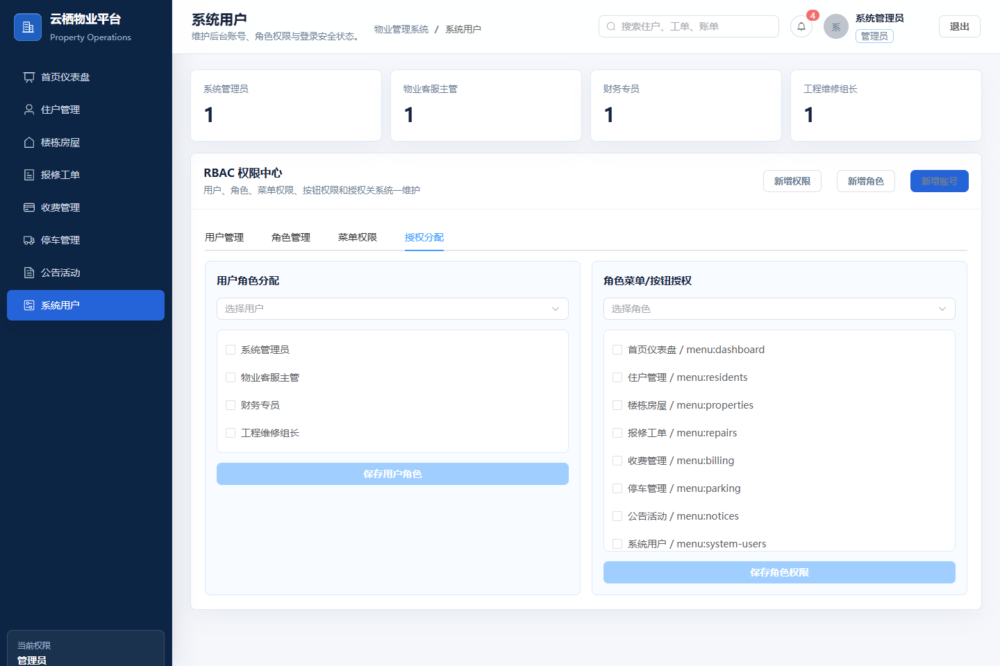 云栖物业平台
Property Operations
首页仪表盘
住户管理
楼栋房屋
报修工单
收费管理
停车管理
公告活动
系统用户
当前权限
管理员
系统用户
维护后台账号、角色权限与登录安全状态。
物业管理系统 / 系统用户
搜索住户、工单、账单
4
系
系统管理员
管理员
退出
系统管理员
1
物业客服主管
1
财务专员
1
工程维修组长
1
RBAC 权限中心
用户、角色、菜单权限、按钮权限和授权关系统一维护
新增权限
新增角色
新增账号
用户管理
角色管理
菜单权限
授权分配
用户角色分配
选择用户
系统管理员
物业客服主管
财务专员
工程维修组长
保存用户角色
角色菜单/按钮授权
选择角色
首页仪表盘 / menu:dashboard
住户管理 / menu:residents
楼栋房屋 / menu:properties
报修工单 / menu:repairs
收费管理 / menu:billing
停车管理 / menu:parking
公告活动 / menu:notices
系统用户 / menu:system-users
保存角色权限